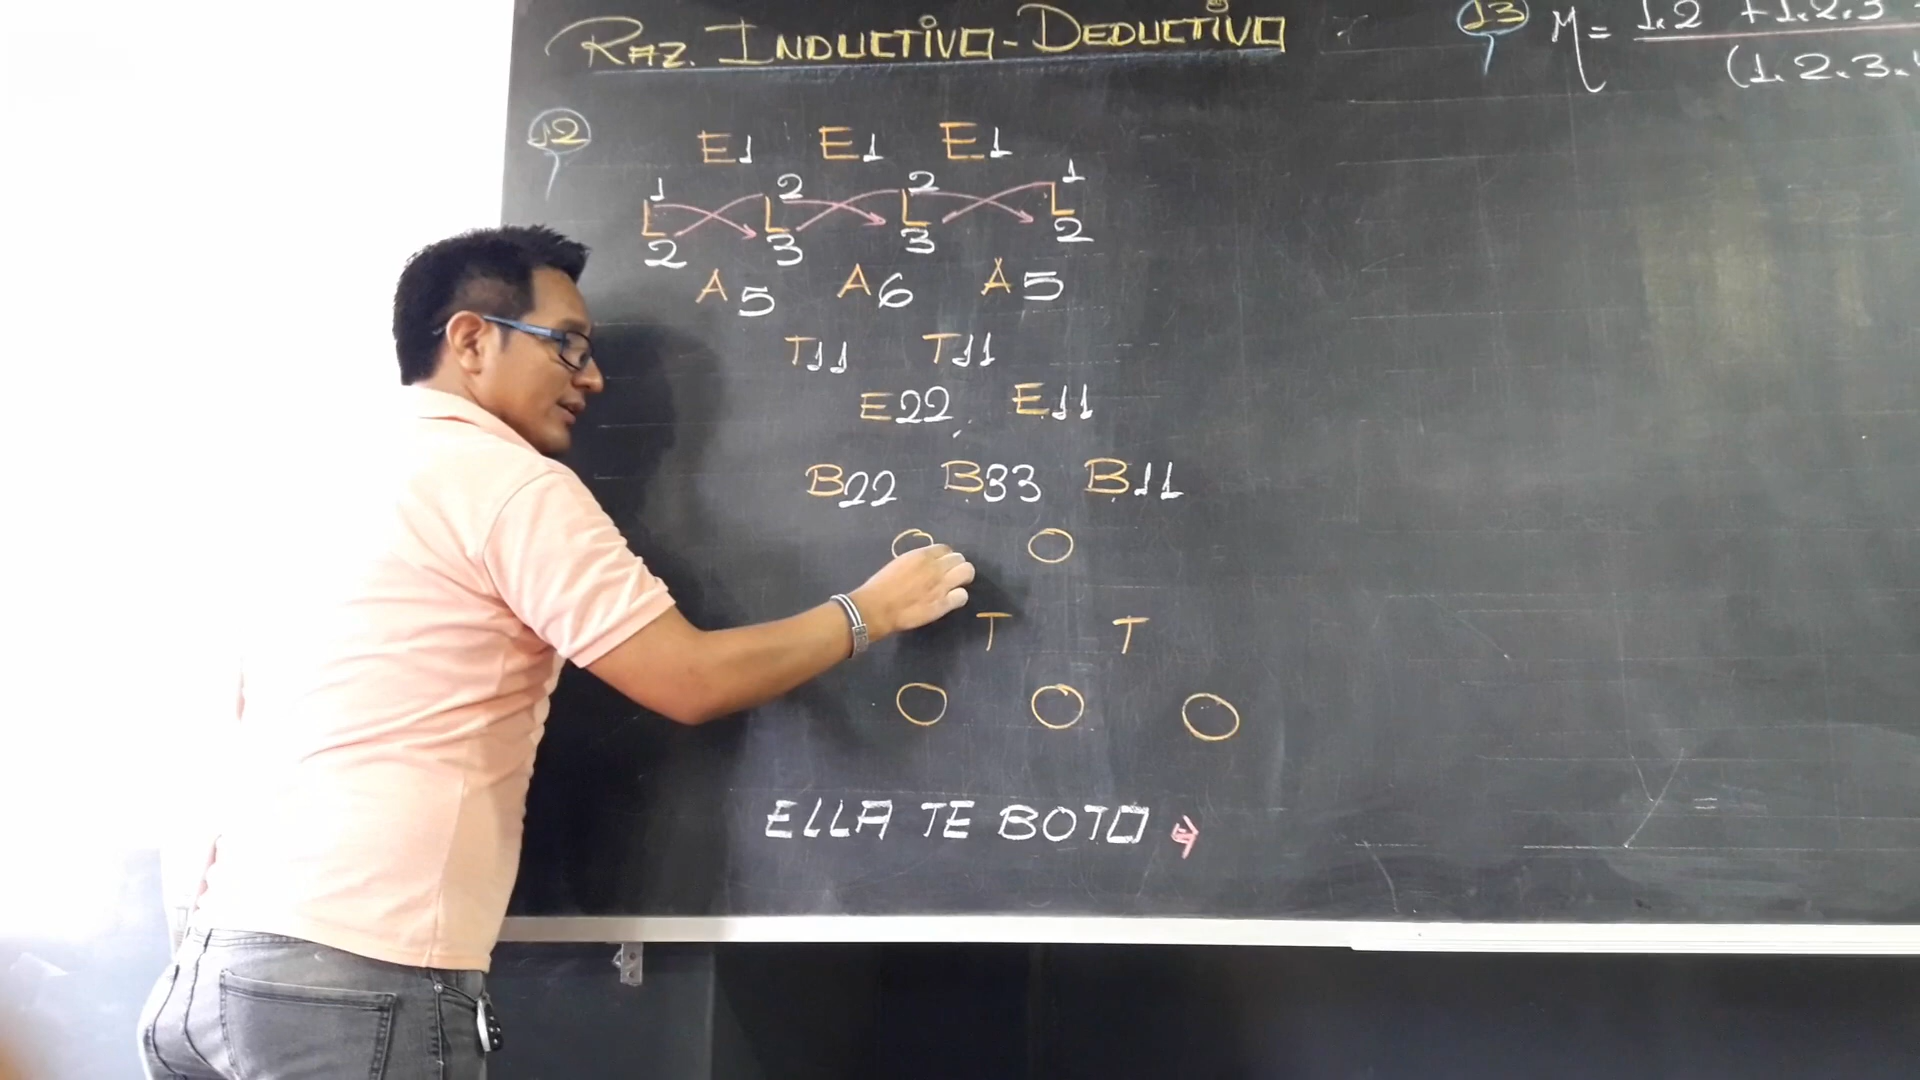 RAZ. INDUCTIVO - DEDUCTIVO
13 M = 1.2 + 1.2.3
(1.2.3.
12
E1 E1 E1
1 2 2 1
L L L L
2 3 3 2
A5 A6 A5
T11 T11
E22 E11
B22 B33 B11
O O
T T
O O O
ELLA TE BOTO